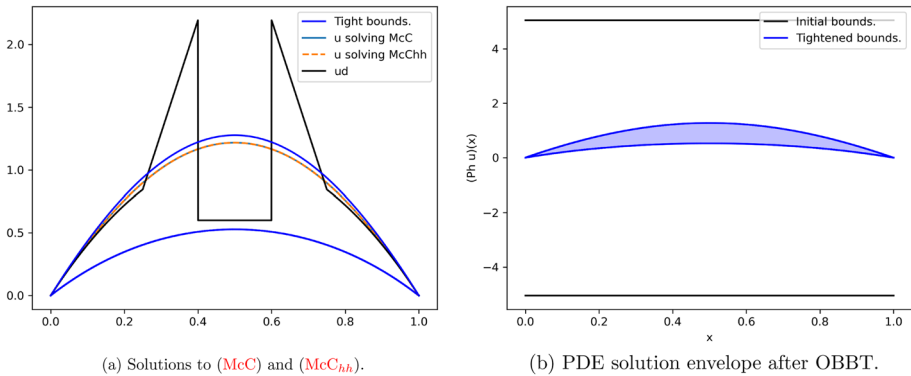 Tight bounds.
u solving McC
u solving McChh
ud
2.0
1.5
1.0
0.5
0.0
0.0 0.2 0.4 0.6 0.8 1.0
(a) Solutions to (McC) and (McChh).
Initial bounds.
Tightened bounds.
(Ph u)(x)
4
2
0
−2
−4
0.0 0.2 0.4 0.6 0.8 1.0
x
(b) PDE solution envelope after OBBT.